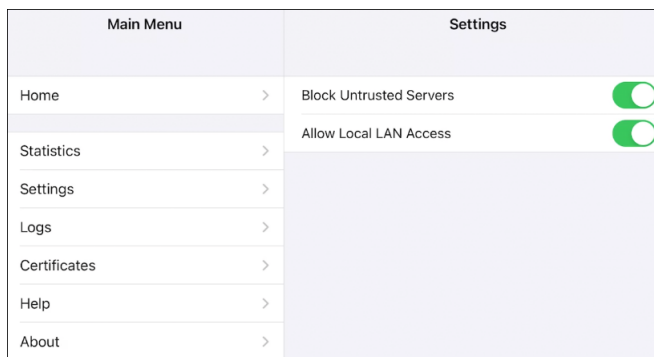 Main Menu
Settings
Home
Block Untrusted Servers
Allow Local LAN Access
Statistics
Settings
Logs
Certificates
Help
About